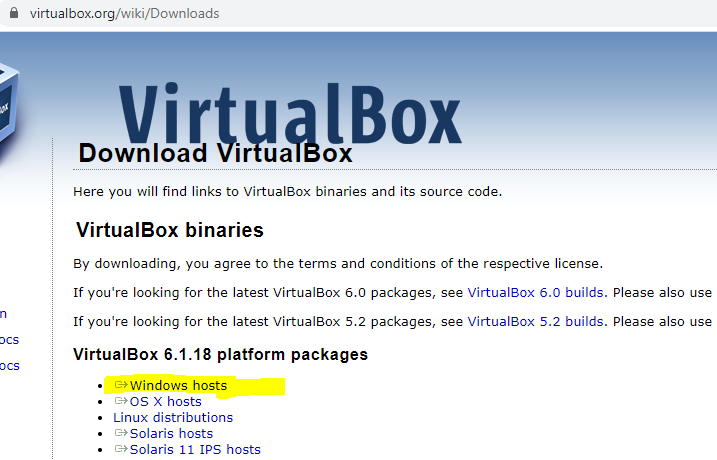 virtualbox.org/wiki/Downloads
Box
VirtualBox
Download VirtualBox
Here you will find links to VirtualBox binaries and its source code.
VirtualBox binaries
By downloading, you agree to the terms and conditions of the respective license.
If you're looking for the latest VirtualBox 6.0 packages, see VirtualBox 6.0 builds. Please also use
n
If you're looking for the latest VirtualBox 5.2 packages, see VirtualBox 5.2 builds. Please also use
ocs
VirtualBox 6.1.18 platform packages
ocs
• Windows hosts
• OS X hosts
• Linux distributions
• Solaris hosts
• Solaris 11 IPS hosts